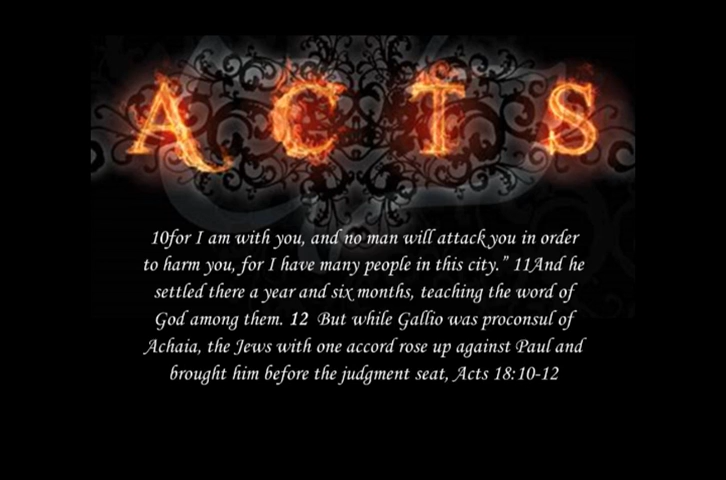 ACTS
10for I am with you, and no man will attack you in order
to harm you, for I have many people in this city.” 11And he
settled there a year and six months, teaching the word of
God among them. 12 But while Gallio was proconsul of
Achaia, the Jews with one accord rose up against Paul and
brought him before the judgment seat, Acts 18:10-12